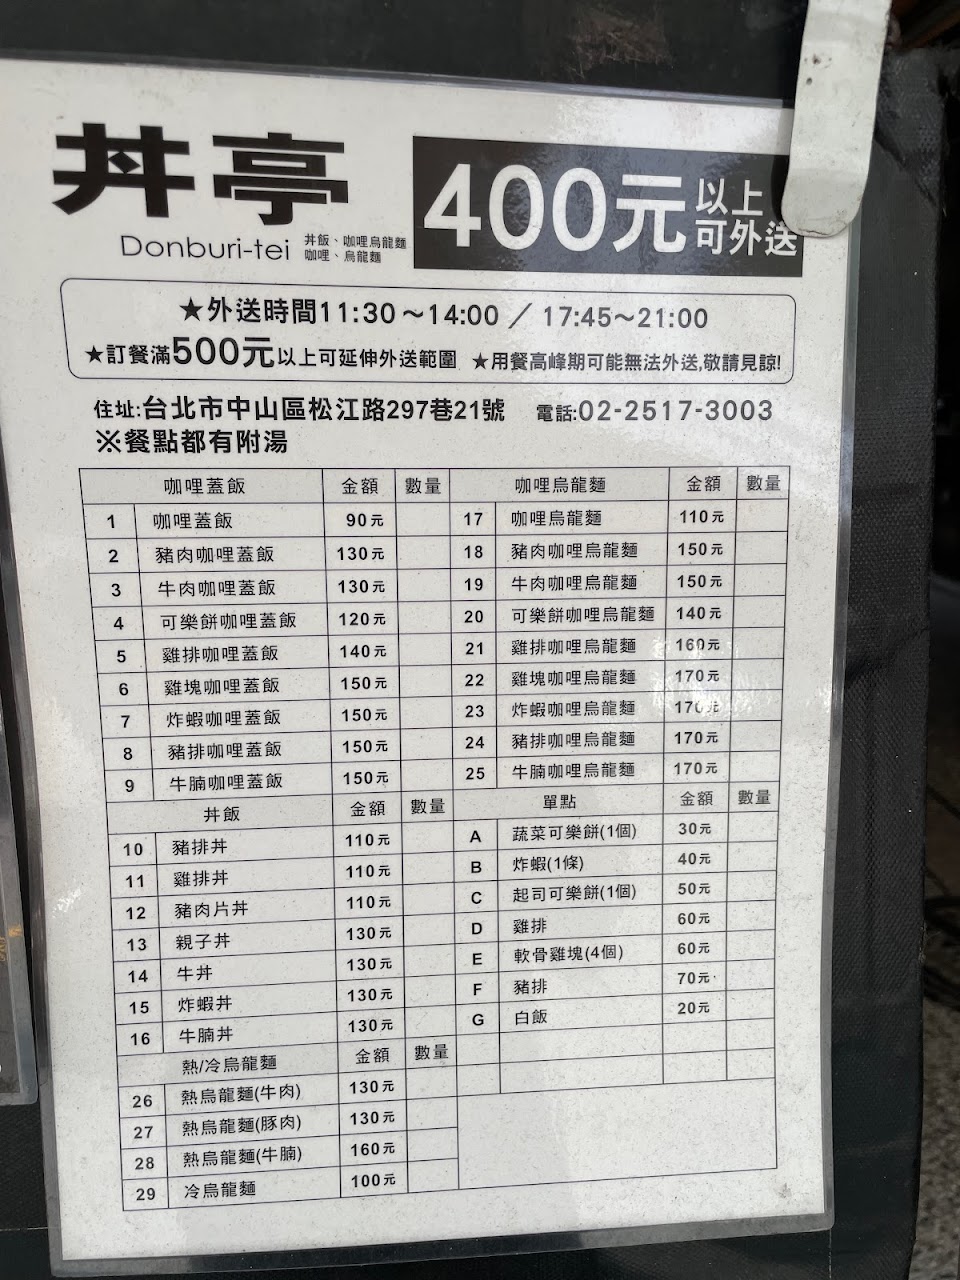 丼亭
Donburi-tei
丼飯、咖哩烏龍麵
咖哩、烏龍麵
400元以上可外送
★外送時間11:30～14:00 ／ 17:45～21:00
★訂餐滿500元以上可延伸外送範圍 ★用餐高峰期可能無法外送,敬請見諒!
住址:台北市中山區松江路297巷21號 電話:02-2517-3003
※餐點都有附湯
咖哩蓋飯 金額 數量
1 咖哩蓋飯 90元
2 豬肉咖哩蓋飯 130元
3 牛肉咖哩蓋飯 130元
4 可樂餅咖哩蓋飯 120元
5 雞排咖哩蓋飯 140元
6 雞塊咖哩蓋飯 150元
7 炸蝦咖哩蓋飯 150元
8 豬排咖哩蓋飯 150元
9 牛腩咖哩蓋飯 150元
丼飯 金額 數量
10 豬排丼 110元
11 雞排丼 110元
12 豬肉片丼 110元
13 親子丼 130元
14 牛丼 130元
15 炸蝦丼 130元
16 牛腩丼 130元
熱/冷烏龍麵 金額 數量
26 熱烏龍麵(牛肉) 130元
27 熱烏龍麵(豚肉) 130元
28 熱烏龍麵(牛腩) 160元
29 冷烏龍麵 100元
咖哩烏龍麵 金額 數量
17 咖哩烏龍麵 110元
18 豬肉咖哩烏龍麵 150元
19 牛肉咖哩烏龍麵 150元
20 可樂餅咖哩烏龍麵 140元
21 雞排咖哩烏龍麵 160元
22 雞塊咖哩烏龍麵 170元
23 炸蝦咖哩烏龍麵 170元
24 豬排咖哩烏龍麵 170元
25 牛腩咖哩烏龍麵 170元
單點 金額 數量
A 蔬菜可樂餅(1個) 30元
B 炸蝦(1條) 40元
C 起司可樂餅(1個) 50元
D 雞排 60元
E 軟骨雞塊(4個) 60元
F 豬排 70元
G 白飯 20元